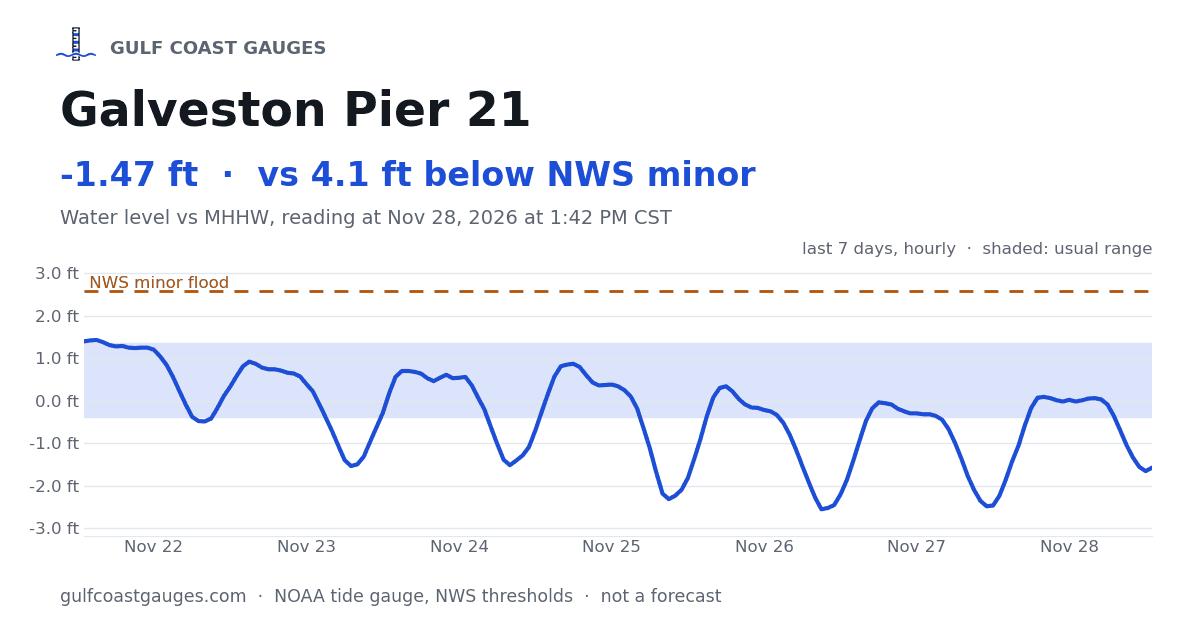 GULF COAST GAUGES
Galveston Pier 21
-1.47 ft · vs 4.1 ft below NWS minor
Water level vs MHHW, reading at Nov 28, 2026 at 1:42 PM CST
last 7 days, hourly · shaded: usual range
3.0 ft
NWS minor flood
2.0 ft
1.0 ft
0.0 ft
-1.0 ft
-2.0 ft
-3.0 ft
Nov 22 Nov 23 Nov 24 Nov 25 Nov 26 Nov 27 Nov 28
gulfcoastgauges.com · NOAA tide gauge, NWS thresholds · not a forecast